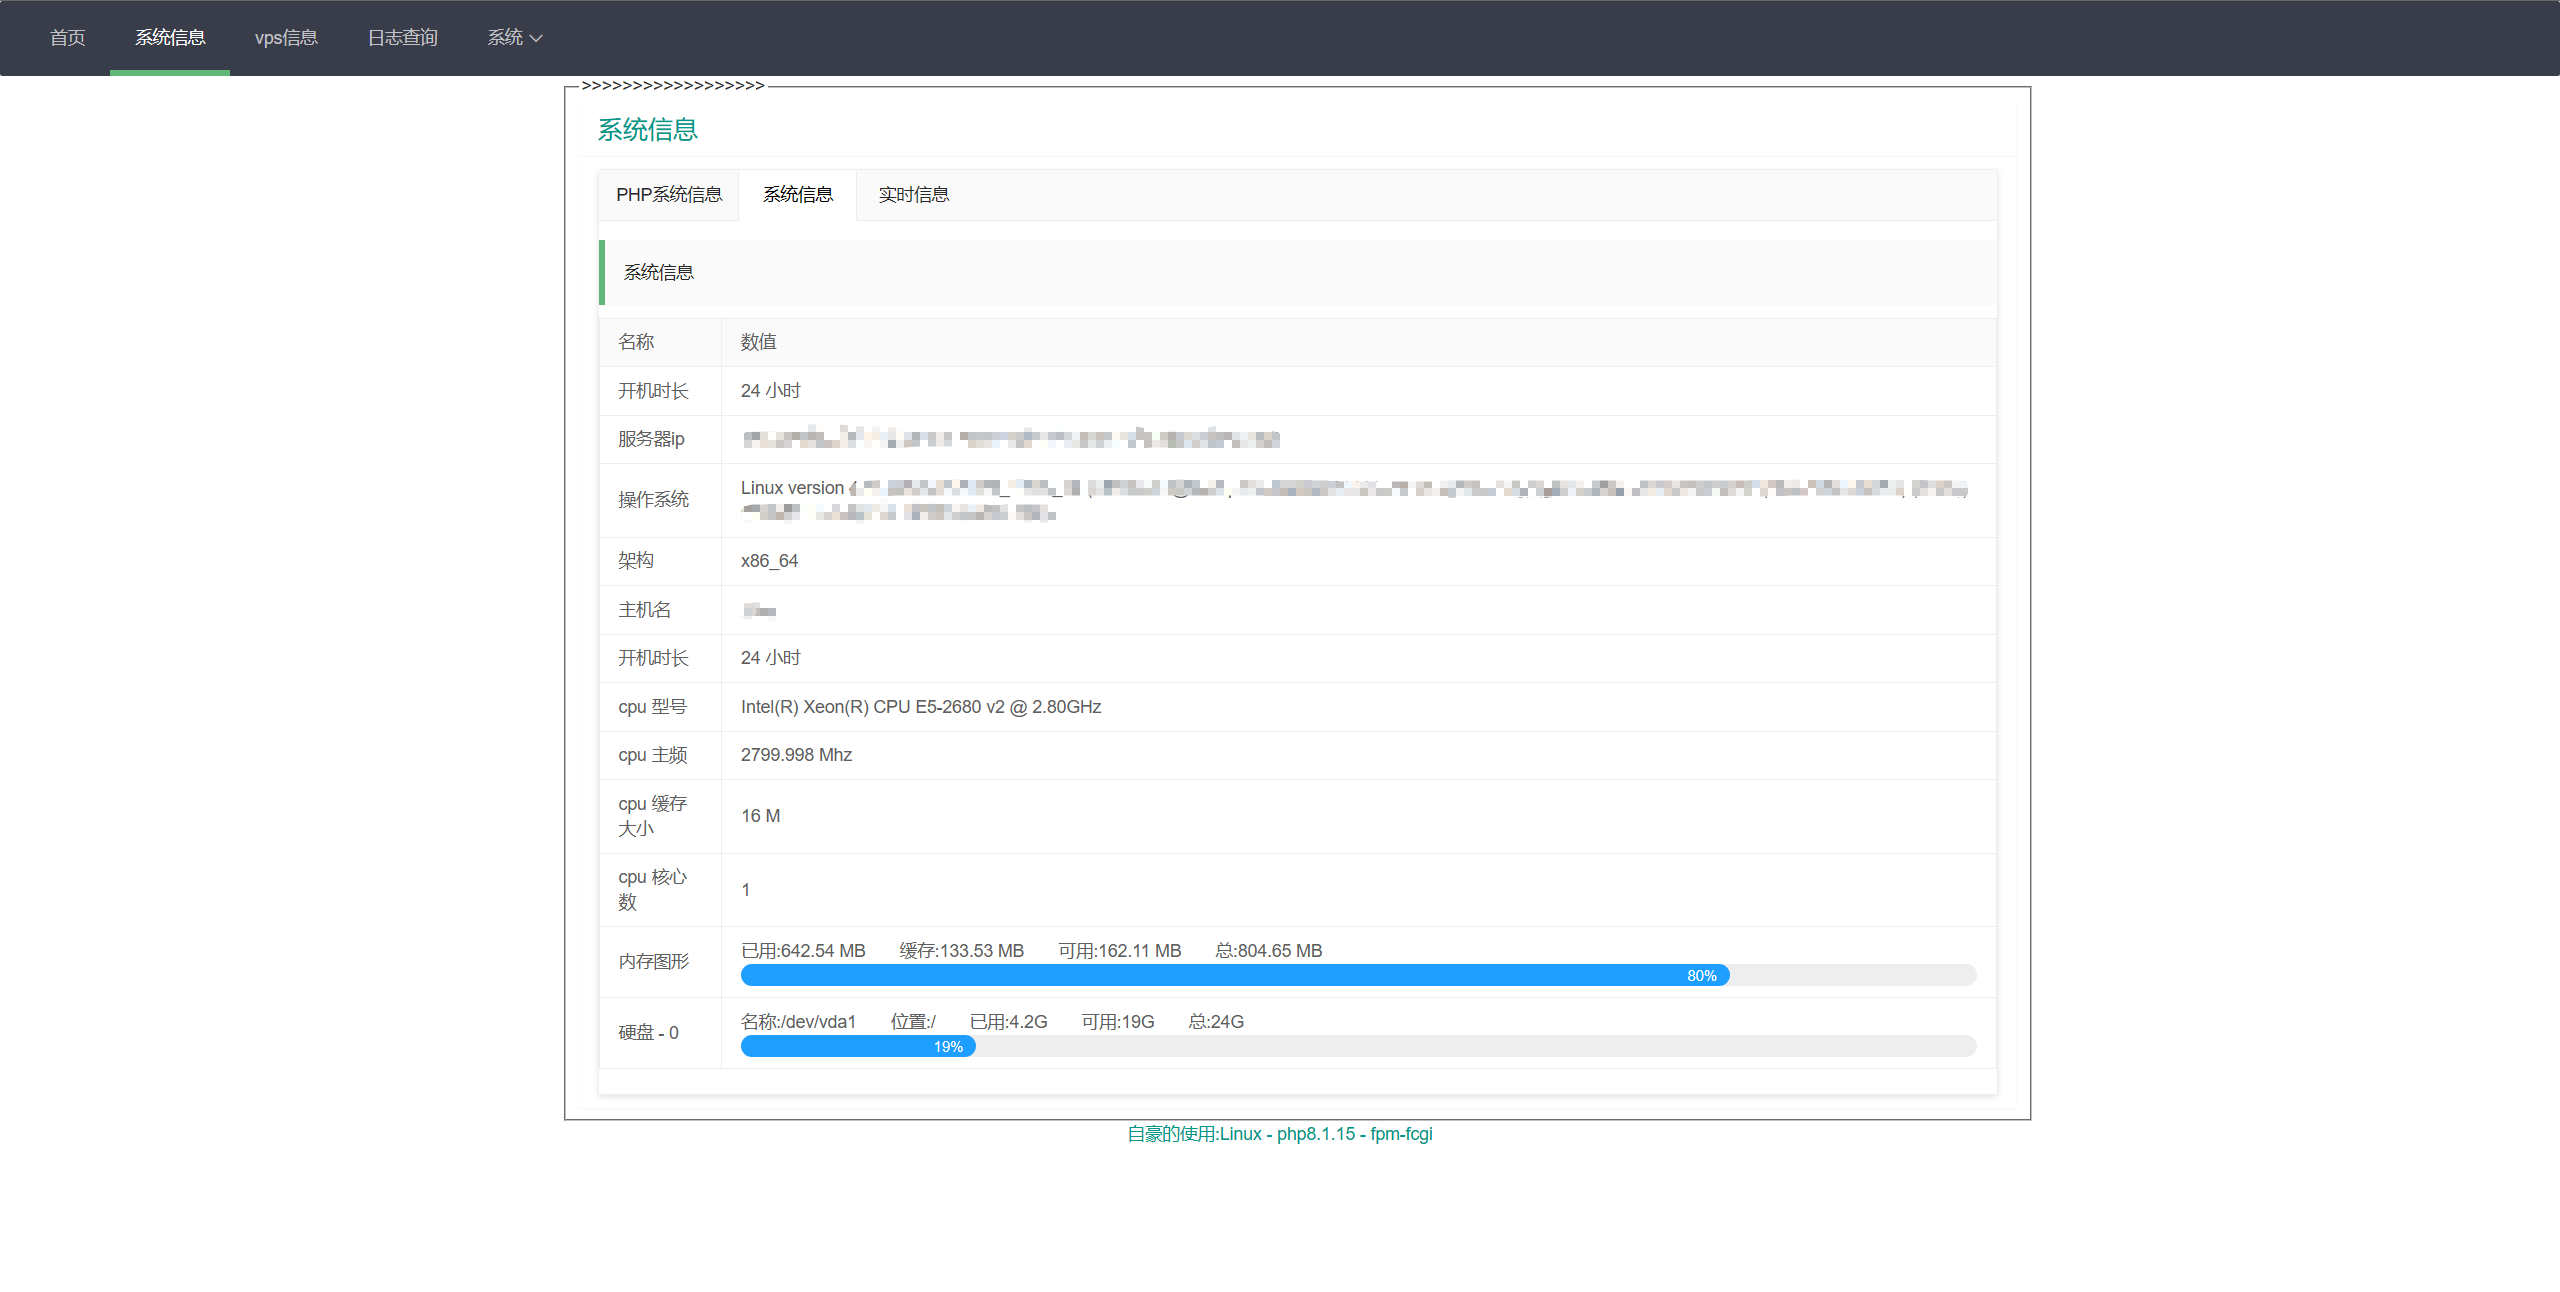 首页 系统信息 vps信息 日志查询 系统
>>>>>>>>>>>>>>>>>>
系统信息
PHP系统信息 系统信息 实时信息
系统信息
名称 数值
开机时长 24 小时
服务器ip
操作系统 Linux version
架构 x86_64
主机名
开机时长 24 小时
cpu 型号 Intel(R) Xeon(R) CPU E5-2680 v2 @ 2.80GHz
cpu 主频 2799.998 Mhz
cpu 缓存
大小 16 M
cpu 核心
数 1
内存图形 已用:642.54 MB 缓存:133.53 MB 可用:162.11 MB 总:804.65 MB
80%
硬盘 - 0 名称:/dev/vda1 位置:/ 已用:4.2G 可用:19G 总:24G
19%
自豪的使用:Linux - php8.1.15 - fpm-fcgi